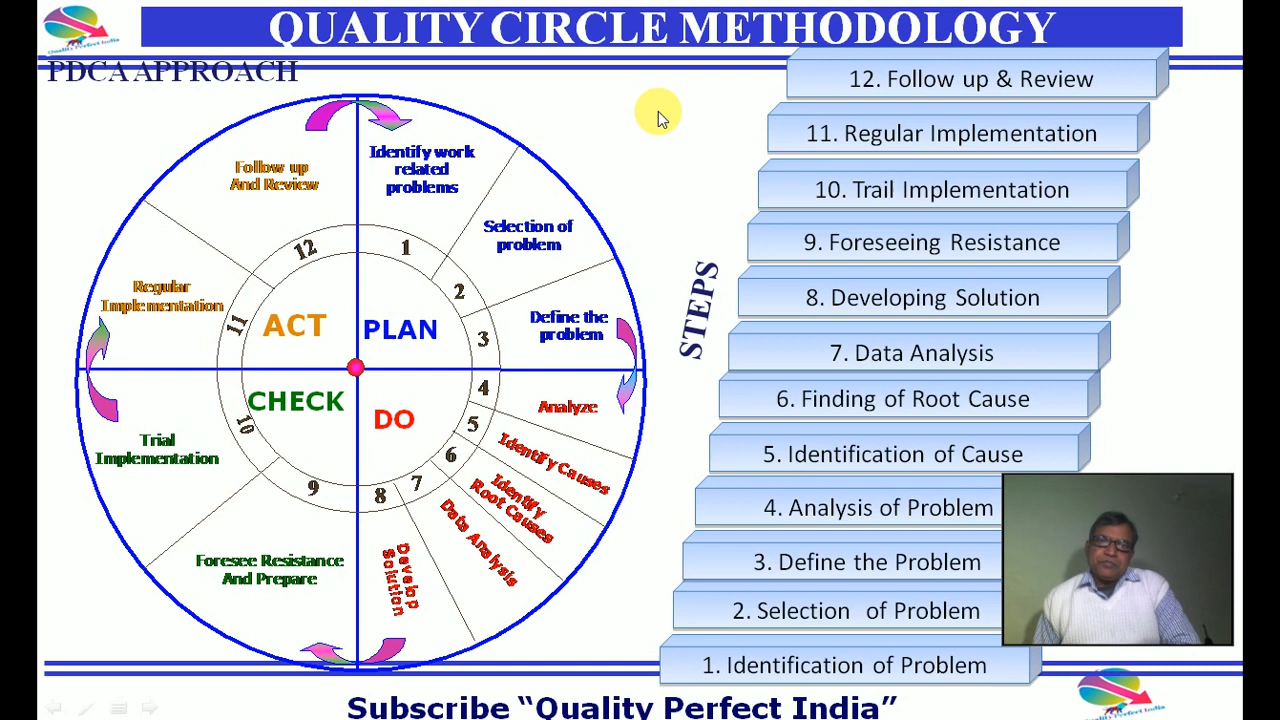 Quality Perfect India
QUALITY CIRCLE METHODOLOGY
PDCA APPROACH
Follow up
And Review
Identify work
related
problems
Selection of
problem
Define the
problem
Analyze
Identify Causes
Identify
Root Causes
Data Analysis
Develop
Solution
Foresee Resistance
And Prepare
Trial
Implementation
Regular
Implementation
12
1
2
3
4
5
6
7
8
9
10
11
ACT
PLAN
CHECK
DO
STEPS
12. Follow up & Review
11. Regular Implementation
10. Trail Implementation
9. Foreseeing Resistance
8. Developing Solution
7. Data Analysis
6. Finding of Root Cause
5. Identification of Cause
4. Analysis of Problem
3. Define the Problem
2. Selection of Problem
1. Identification of Problem
Subscribe “Quality Perfect India”